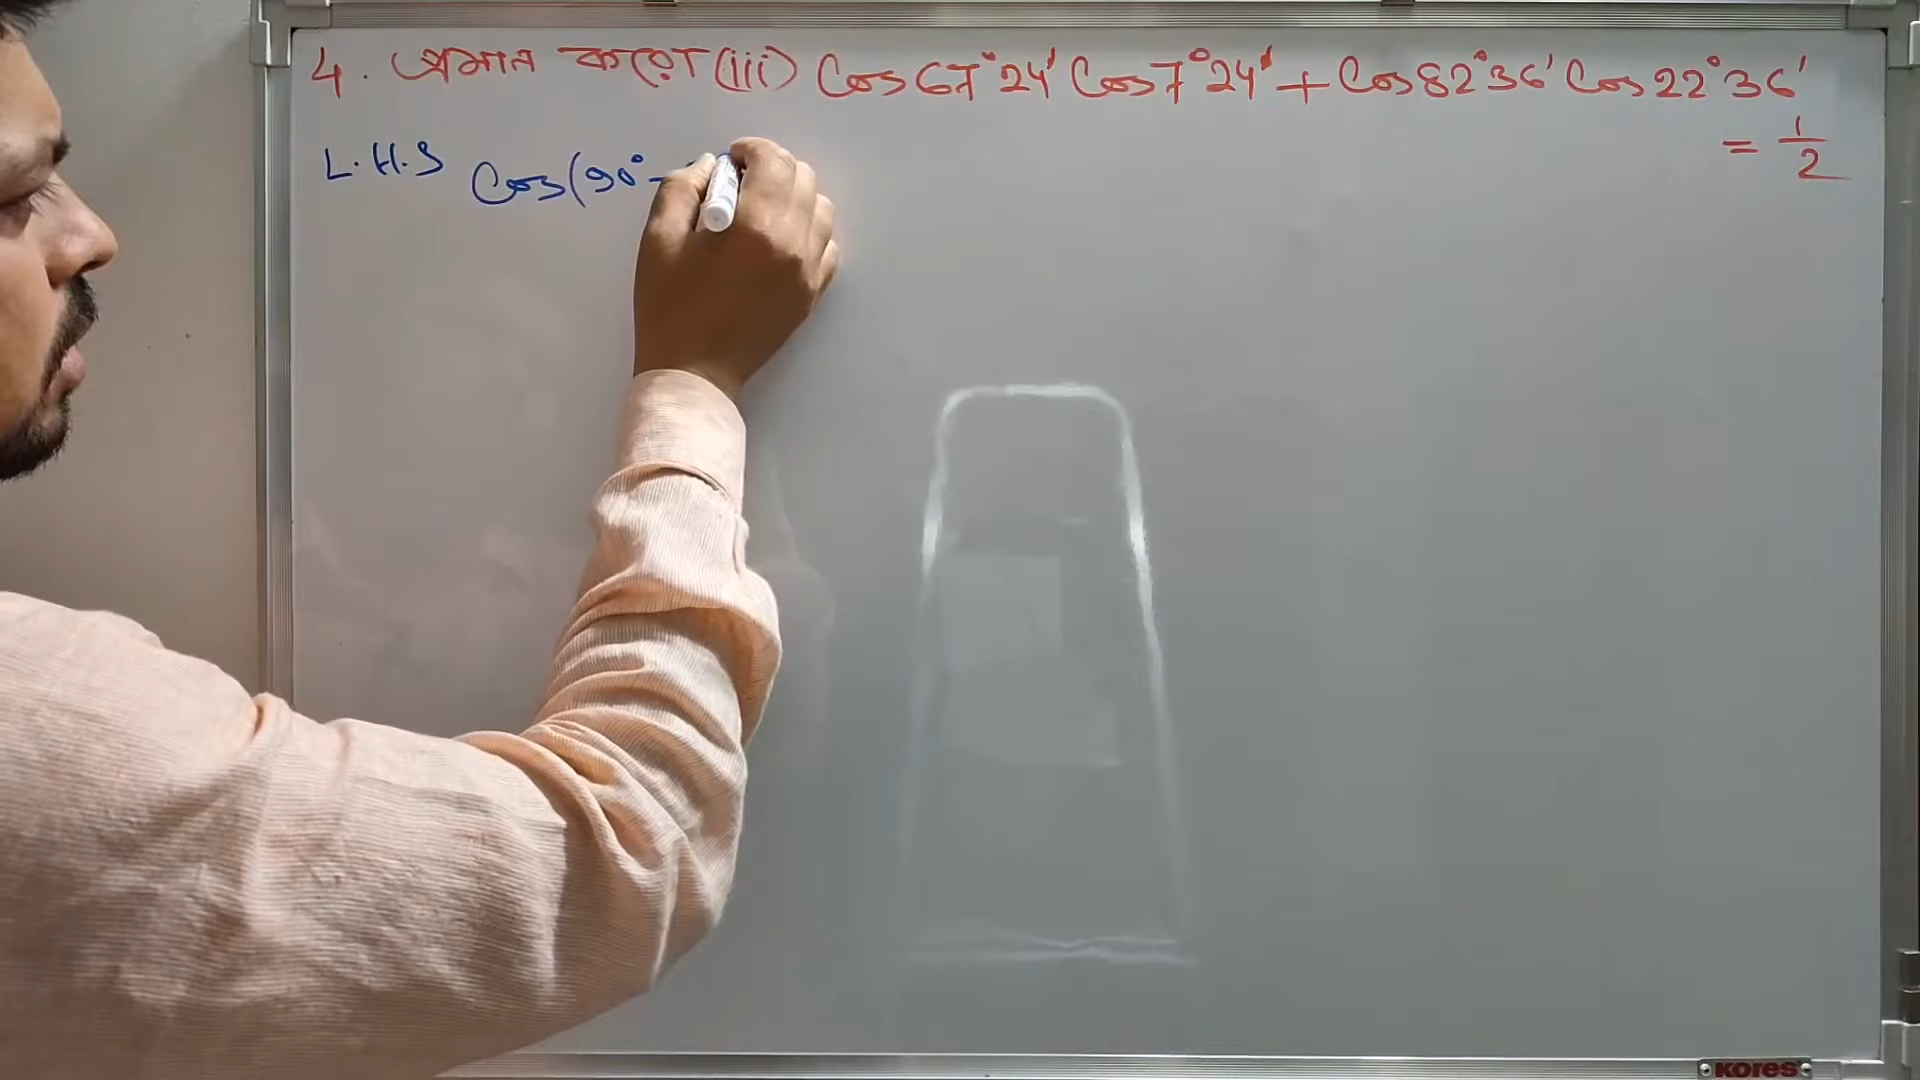 4. প্রমান করো (iii) Cos 67°24' Cos 7°24' + Cos 82°36' Cos 22°36'
= 1/2
L.H.S Cos(90° -
KORES